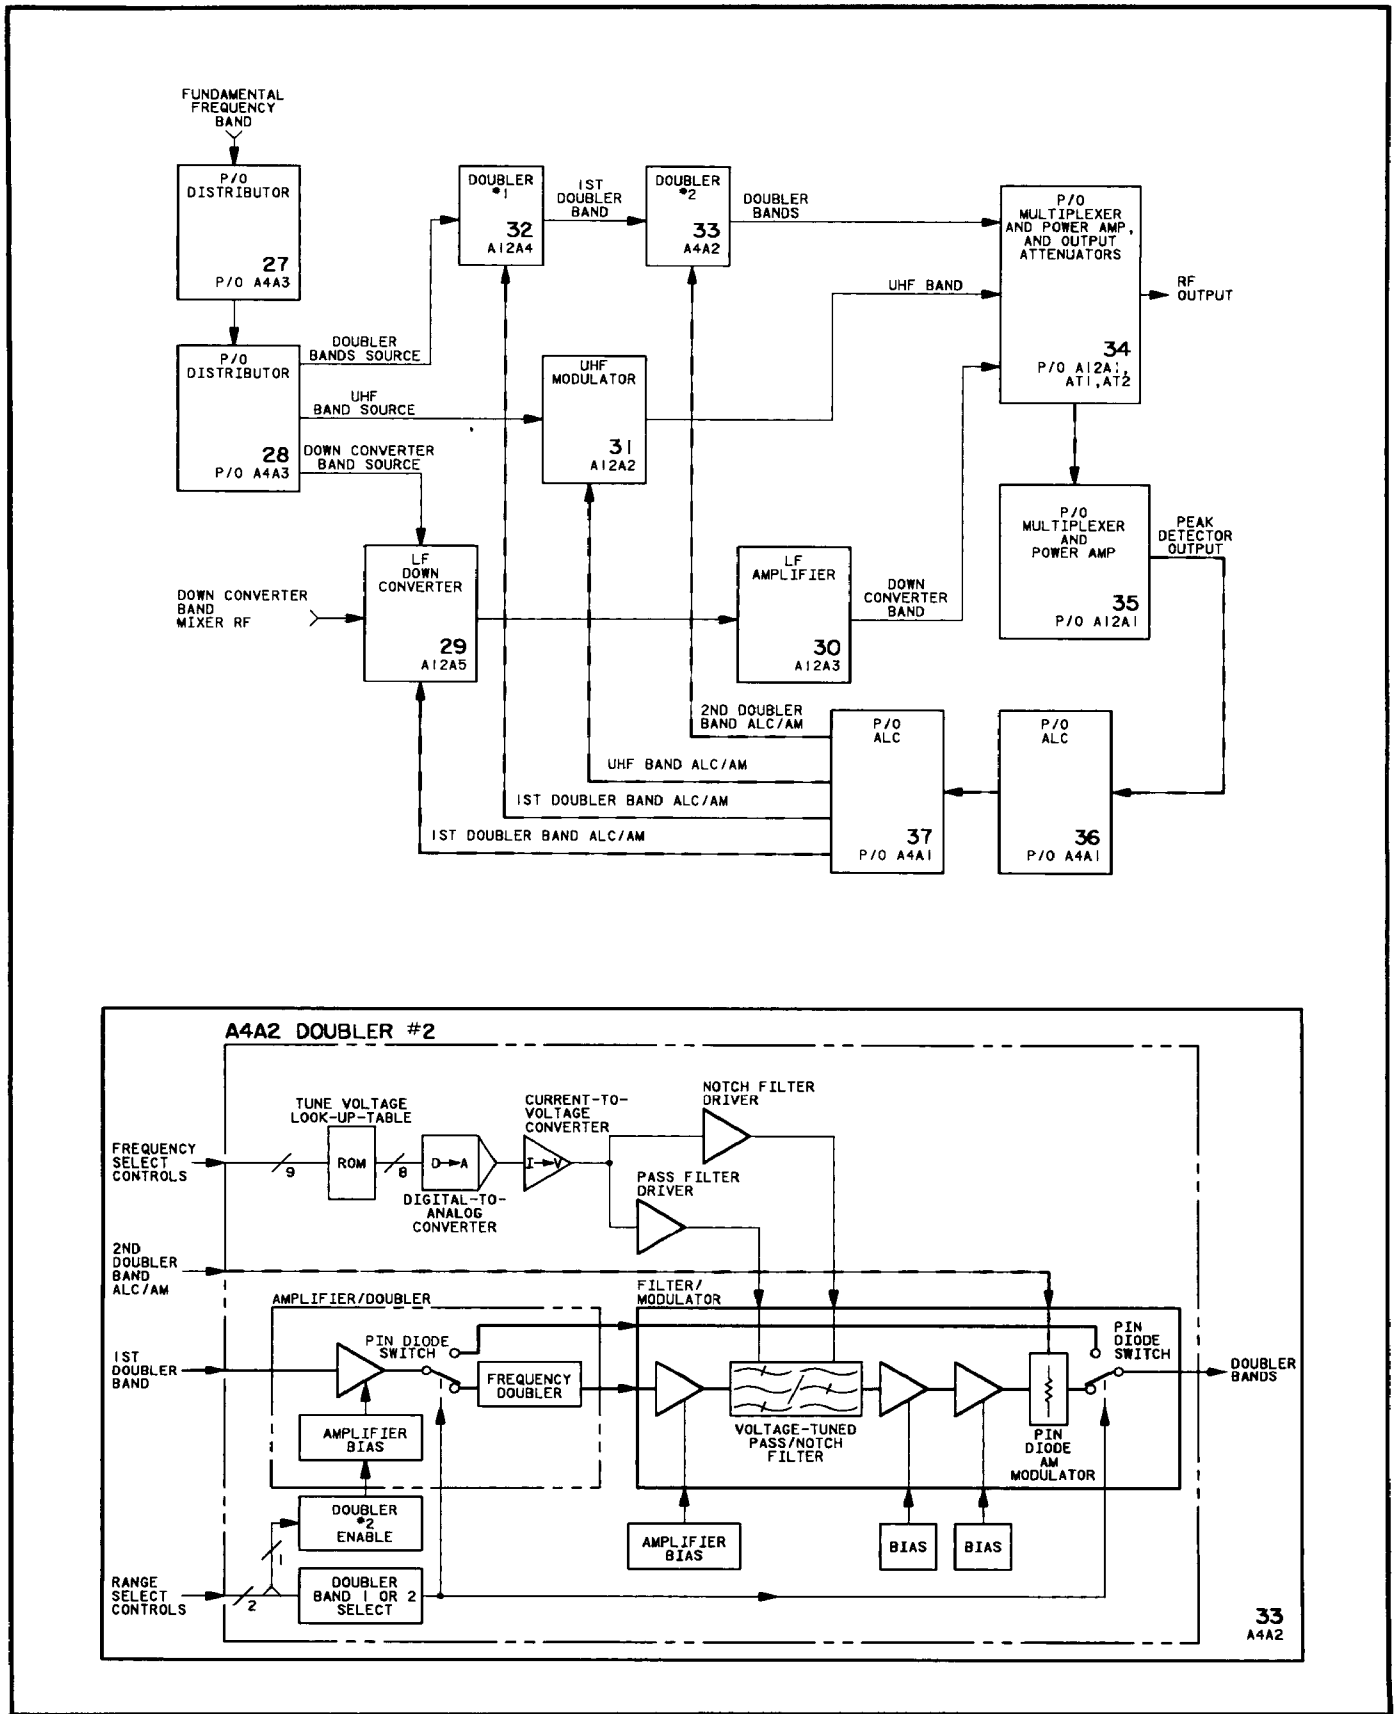 FUNDAMENTAL
FREQUENCY
BAND
P/O
DISTRIBUTOR
27
P/O A4A3
P/O
DISTRIBUTOR
28
P/O A4A3
DOUBLER
BANDS SOURCE
UHF
BAND SOURCE
DOWN CONVERTER
BAND SOURCE
DOUBLER
#1
32
A12A4
1ST
DOUBLER
BAND
DOUBLER
#2
33
A4A2
DOUBLER
BANDS
P/O
MULTIPLEXER
AND POWER AMP,
AND OUTPUT
ATTENUATORS
34
P/O A12A1,
AT1,AT2
RF
OUTPUT
UHF BAND
UHF
MODULATOR
31
A12A2
DOWN CONVERTER
BAND
MIXER RF
LF
DOWN
CONVERTER
29
A12A5
LF
AMPLIFIER
30
A12A3
DOWN
CONVERTER
BAND
P/O
MULTIPLEXER
AND
POWER AMP
35
P/O A12A1
PEAK
DETECTOR
OUTPUT
2ND DOUBLER
BAND ALC/AM
UHF BAND ALC/AM
1ST DOUBLER BAND ALC/AM
1ST DOUBLER BAND ALC/AM
P/O
ALC
37
P/O A4A1
P/O
ALC
36
P/O A4A1
A4A2 DOUBLER #2
FREQUENCY
SELECT
CONTROLS
9
TUNE VOLTAGE
LOOK-UP-TABLE
ROM
8
D→A
DIGITAL-TO-
ANALOG
CONVERTER
CURRENT-TO-
VOLTAGE
CONVERTER
I→V
NOTCH FILTER
DRIVER
PASS FILTER
DRIVER
2ND
DOUBLER
BAND
ALC/AM
AMPLIFIER/DOUBLER
FILTER/
MODULATOR
1ST
DOUBLER
BAND
PIN DIODE
SWITCH
FREQUENCY
DOUBLER
AMPLIFIER
BIAS
VOLTAGE-TUNED
PASS/NOTCH
FILTER
PIN
DIODE
AM
MODULATOR
PIN
DIODE
SWITCH
DOUBLER
BANDS
DOUBLER
#2
ENABLE
1
AMPLIFIER
BIAS
BIAS
BIAS
RANGE
SELECT
CONTROLS
2
DOUBLER
BAND 1 OR 2
SELECT
33
A4A2